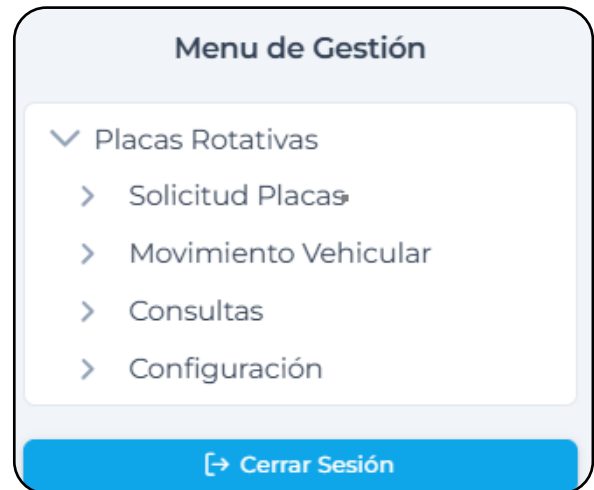 Menu de Gestión
Placas Rotativas
Solicitud Placas
Movimiento Vehicular
Consultas
Configuración
Cerrar Sesión